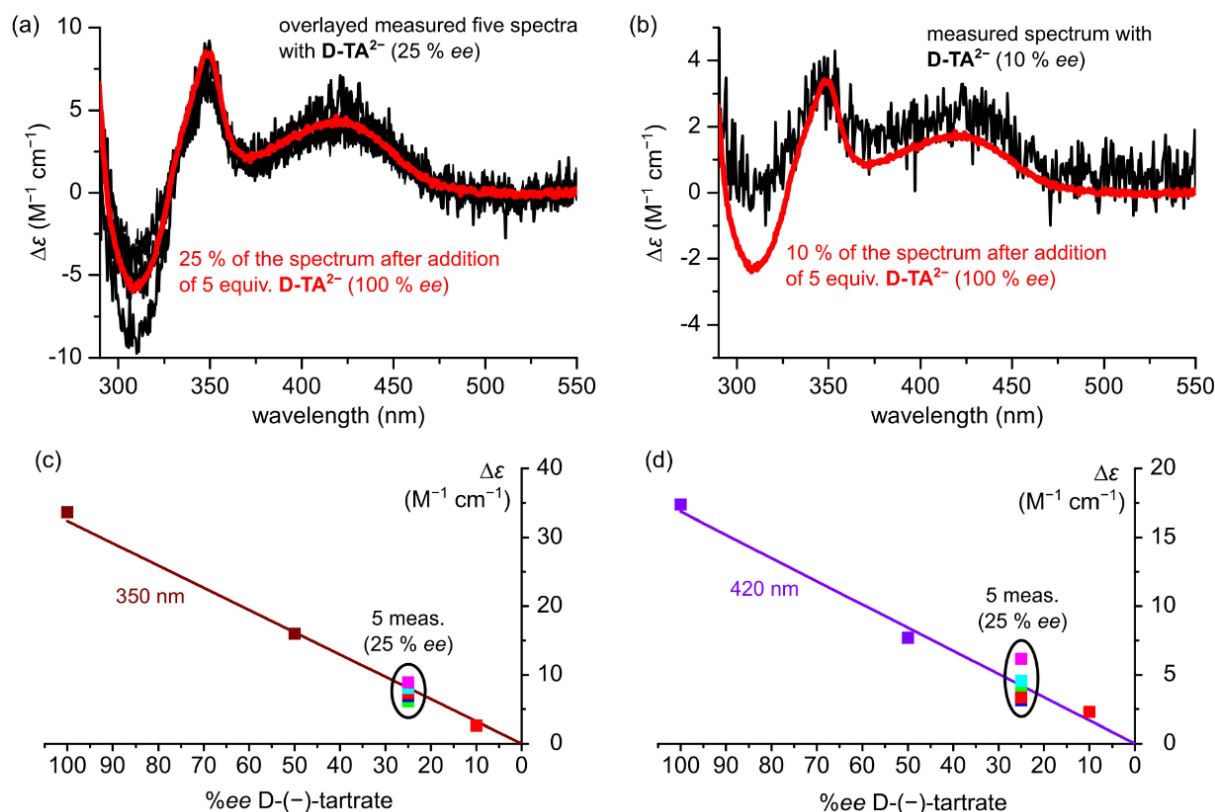 (a)
overlayed measured five spectra
with D-TA²⁻ (25 % ee)
10
5
0
-5
-10
Δε (M⁻¹ cm⁻¹)
25 % of the spectrum after addition
of 5 equiv. D-TA²⁻ (100 % ee)
300 350 400 450 500 550
wavelength (nm)
(b)
measured spectrum with
D-TA²⁻ (10 % ee)
4
2
0
-2
-4
Δε (M⁻¹ cm⁻¹)
10 % of the spectrum after addition
of 5 equiv. D-TA²⁻ (100 % ee)
300 350 400 450 500 550
wavelength (nm)
(c)
Δε
(M⁻¹ cm⁻¹)
40
30
20
10
0
350 nm
5 meas.
(25 % ee)
100 90 80 70 60 50 40 30 20 10 0
%ee D-(−)-tartrate
(d)
Δε
(M⁻¹ cm⁻¹)
20
15
10
5
0
420 nm
5 meas.
(25 % ee)
100 90 80 70 60 50 40 30 20 10 0
%ee D-(−)-tartrate